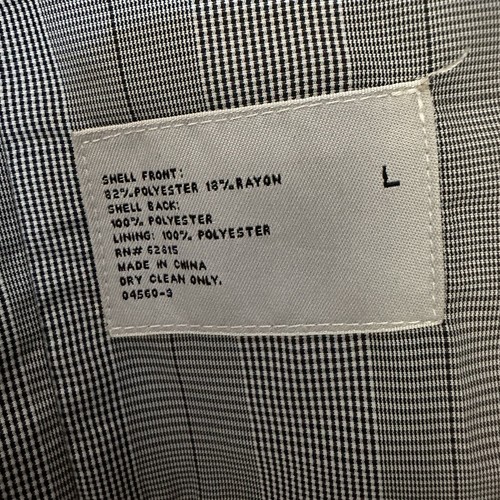 SHELL FRONT:
82% POLYESTER 18% RAYON
SHELL BACK:
100% POLYESTER
LINING: 100% POLYESTER
RN# 62815
MADE IN CHINA
DRY CLEAN ONLY.
04560-3
L